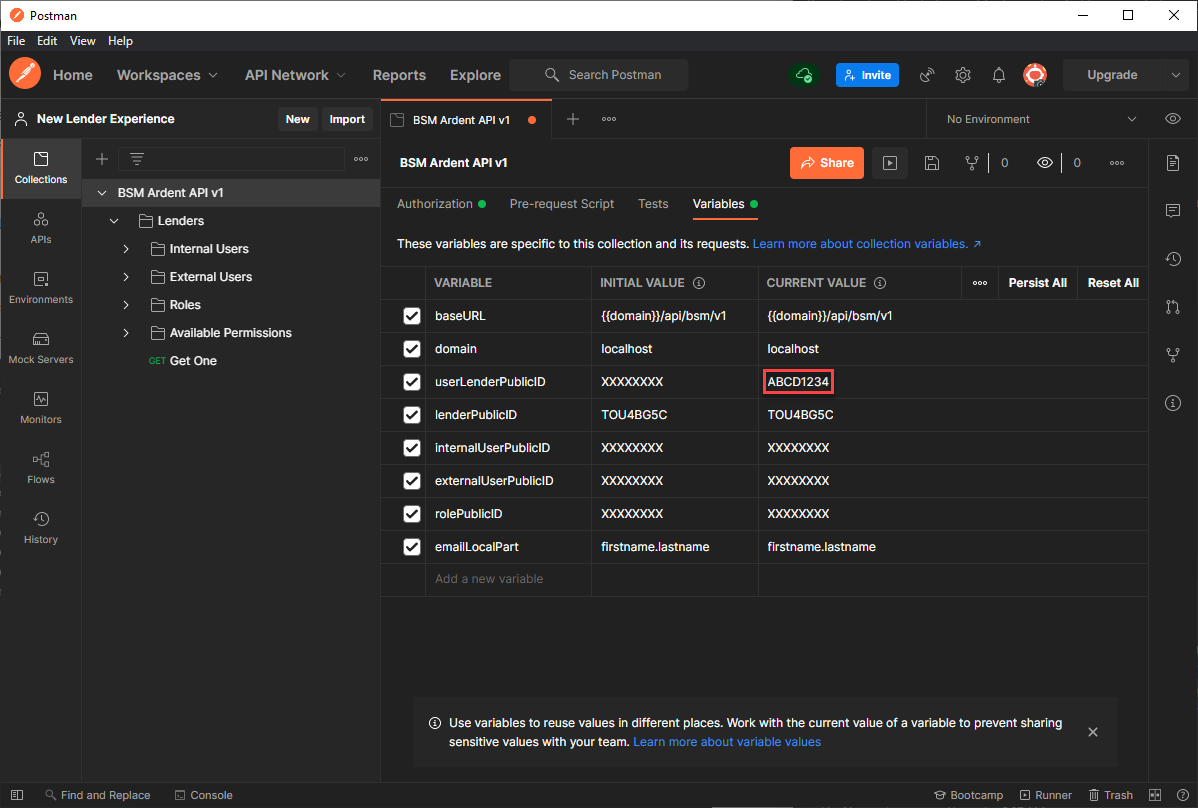 Postman
File Edit View Help
Home Workspaces API Network Reports Explore Search Postman Invite Upgrade
New Lender Experience New Import
BSM Ardent API v1 No Environment
Collections
APIs
Environments
Mock Servers
Monitors
Flows
History
BSM Ardent API v1
Lenders
Internal Users
External Users
Roles
Available Permissions
GET Get One
BSM Ardent API v1 Share 0 0
Authorization Pre-request Script Tests Variables
These variables are specific to this collection and its requests. Learn more about collection variables. ↗
VARIABLE INITIAL VALUE CURRENT VALUE Persist All Reset All
baseURL {{domain}}/api/bsm/v1 {{domain}}/api/bsm/v1
domain localhost localhost
userLenderPublicID XXXXXXXX ABCD1234
lenderPublicID TOU4BG5C TOU4BG5C
internalUserPublicID XXXXXXXX XXXXXXXX
externalUserPublicID XXXXXXXX XXXXXXXX
rolePublicID XXXXXXXX XXXXXXXX
emailLocalPart firstname.lastname firstname.lastname
Add a new variable
Use variables to reuse values in different places. Work with the current value of a variable to prevent sharing
sensitive values with your team. Learn more about variable values
Find and Replace Console Bootcamp Runner Trash